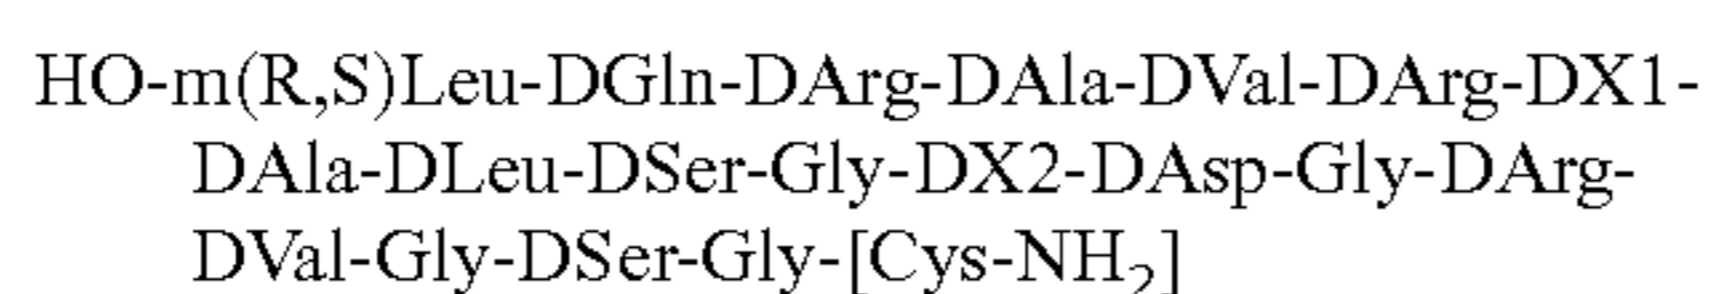 HO-m(R,S)Leu-DGln-DArg-DAla-DVal-DArg-DX1-
DAla-DLeu-DSer-Gly-DX2-DAsp-Gly-DArg-
DVal-Gly-DSer-Gly-[Cys-NH₂]